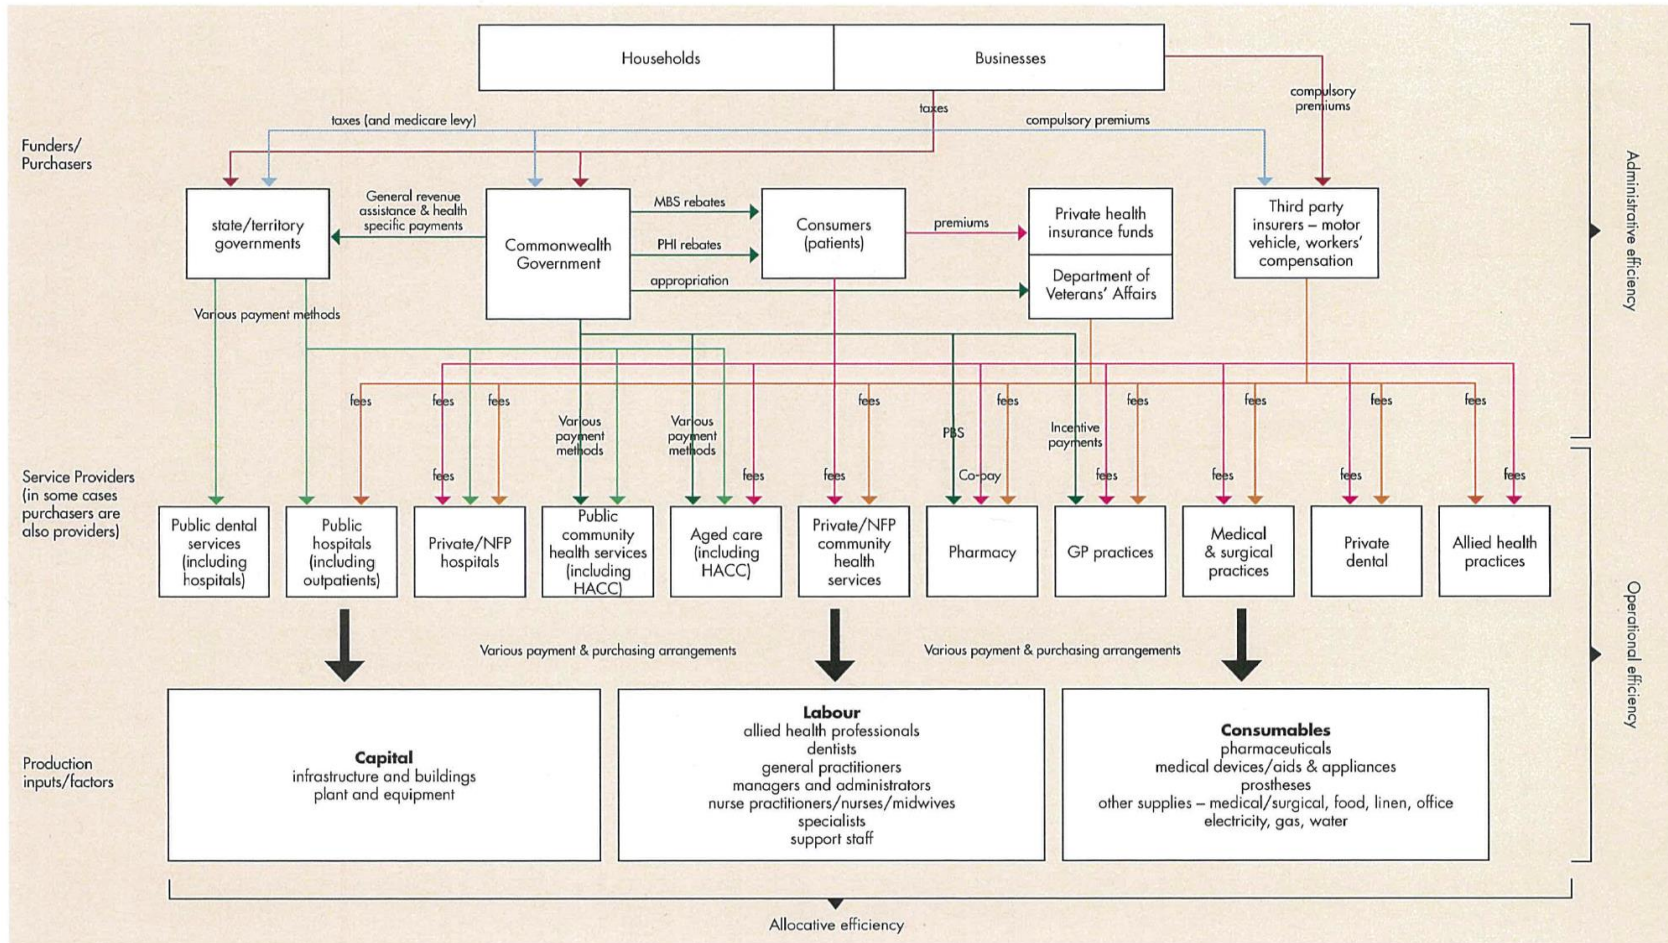 Households
Businesses
compulsory
premiums
taxes
taxes (and medicare levy)
compulsory premiums
Funders/
Purchasers
state/territory
governments
General revenue
assistance & health
specific payments
Commonwealth
Government
MBS rebates
PHI rebates
appropriation
Consumers
(patients)
premiums
Private health
insurance funds
Department of
Veterans' Affairs
Third party
insurers – motor
vehicle, workers'
compensation
Administrative efficiency
Various payment methods
fees
fees
fees
Various
payment
methods
Various
payment
methods
fees
PBS
fees
Incentive
payments
fees
fees
fees
fees
fees
fees
fees
Co-pay
fees
fees
fees
fees
Service Providers
(in some cases
purchasers are
also providers)
Public dental
services
(including
hospitals)
Public
hospitals
(including
outpatients)
Private/NFP
hospitals
Public
community
health services
(including
HACC)
Aged care
(including
HACC)
Private/NFP
community
health
services
Pharmacy
GP practices
Medical
& surgical
practices
Private
dental
Allied health
practices
Operational efficiency
Various payment & purchasing arrangements
Various payment & purchasing arrangements
Production
inputs/factors
Capital
infrastructure and buildings
plant and equipment
Labour
allied health professionals
dentists
general practitioners
managers and administrators
nurse practitioners/nurses/midwives
specialists
support staff
Consumables
pharmaceuticals
medical devices/aids & appliances
prostheses
other supplies – medical/surgical, food, linen, office
electricity, gas, water
Allocative efficiency